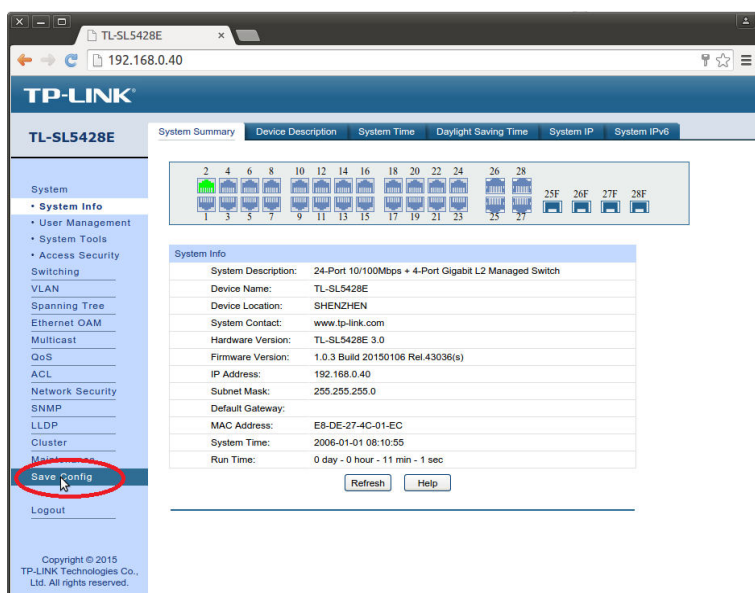 TL-SL5428E
192.168.0.40
TP-LINK®
TL-SL5428E
System
• System Info
• User Management
• System Tools
• Access Security
Switching
VLAN
Spanning Tree
Ethernet OAM
Multicast
QoS
ACL
Network Security
SNMP
LLDP
Cluster
Maintenance
Save Config
Logout
Copyright © 2015
TP-LINK Technologies Co.,
Ltd. All rights reserved.
System Summary Device Description System Time Daylight Saving Time System IP System IPv6
2 4 6 8 10 12 14 16 18 20 22 24 26 28
25F 26F 27F 28F
1 3 5 7 9 11 13 15 17 19 21 23 25 27
System Info
System Description: 24-Port 10/100Mbps + 4-Port Gigabit L2 Managed Switch
Device Name: TL-SL5428E
Device Location: SHENZHEN
System Contact: www.tp-link.com
Hardware Version: TL-SL5428E 3.0
Firmware Version: 1.0.3 Build 20150106 Rel.43036(s)
IP Address: 192.168.0.40
Subnet Mask: 255.255.255.0
Default Gateway:
MAC Address: E8-DE-27-4C-01-EC
System Time: 2006-01-01 08:10:55
Run Time: 0 day - 0 hour - 11 min - 1 sec
Refresh Help